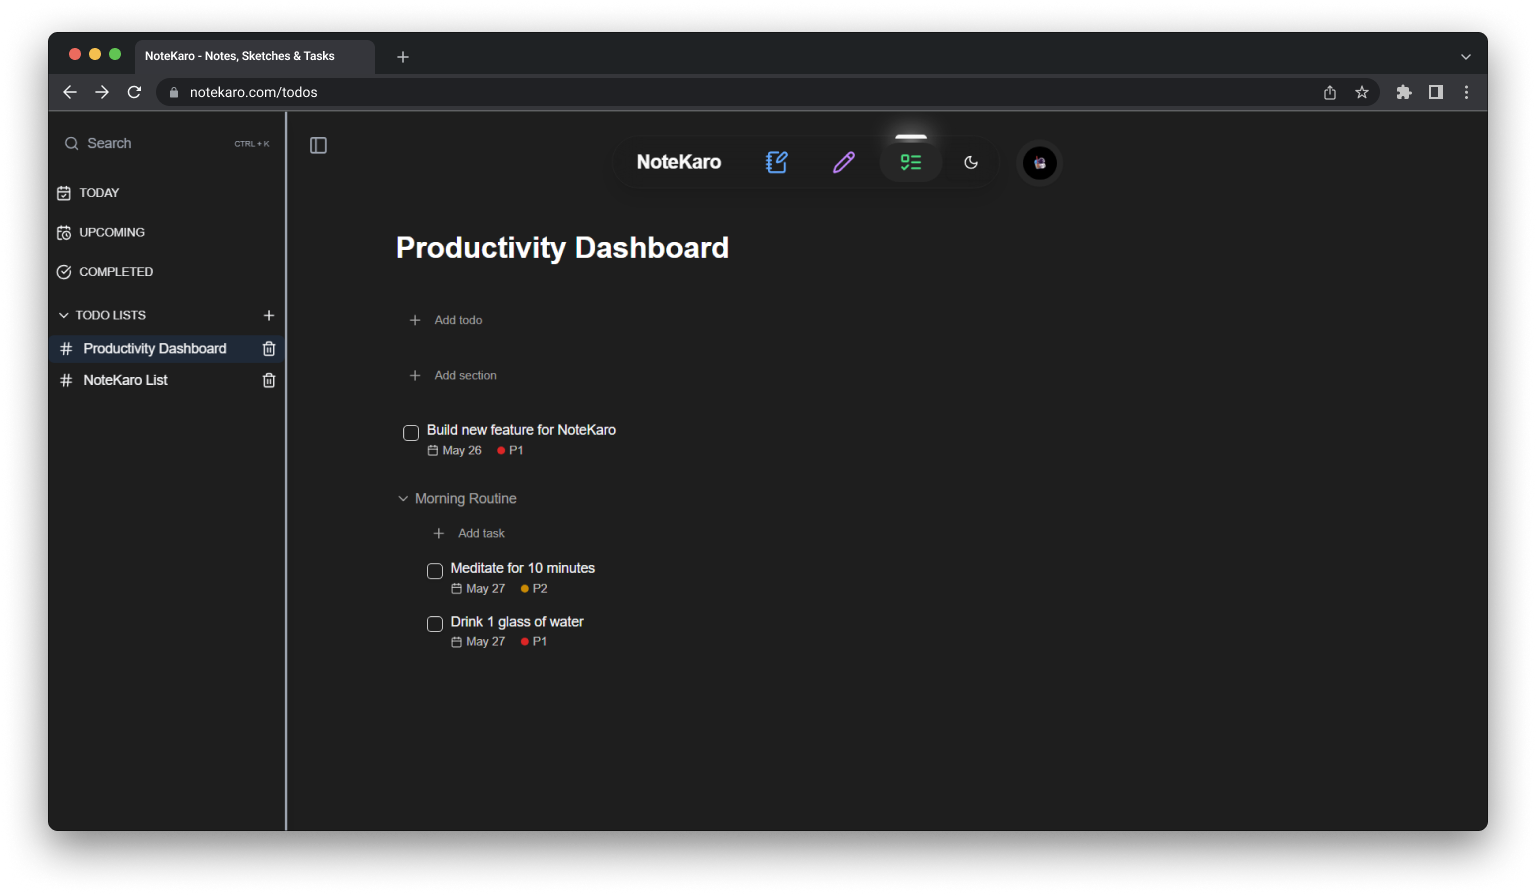 NoteKaro - Notes, Sketches & Tasks
notekaro.com/todos
Search CTRL + K
TODAY
UPCOMING
COMPLETED
TODO LISTS
Productivity Dashboard
NoteKaro List
NoteKaro
Productivity Dashboard
Add todo
Add section
Build new feature for NoteKaro
May 26 P1
Morning Routine
Add task
Meditate for 10 minutes
May 27 P2
Drink 1 glass of water
May 27 P1